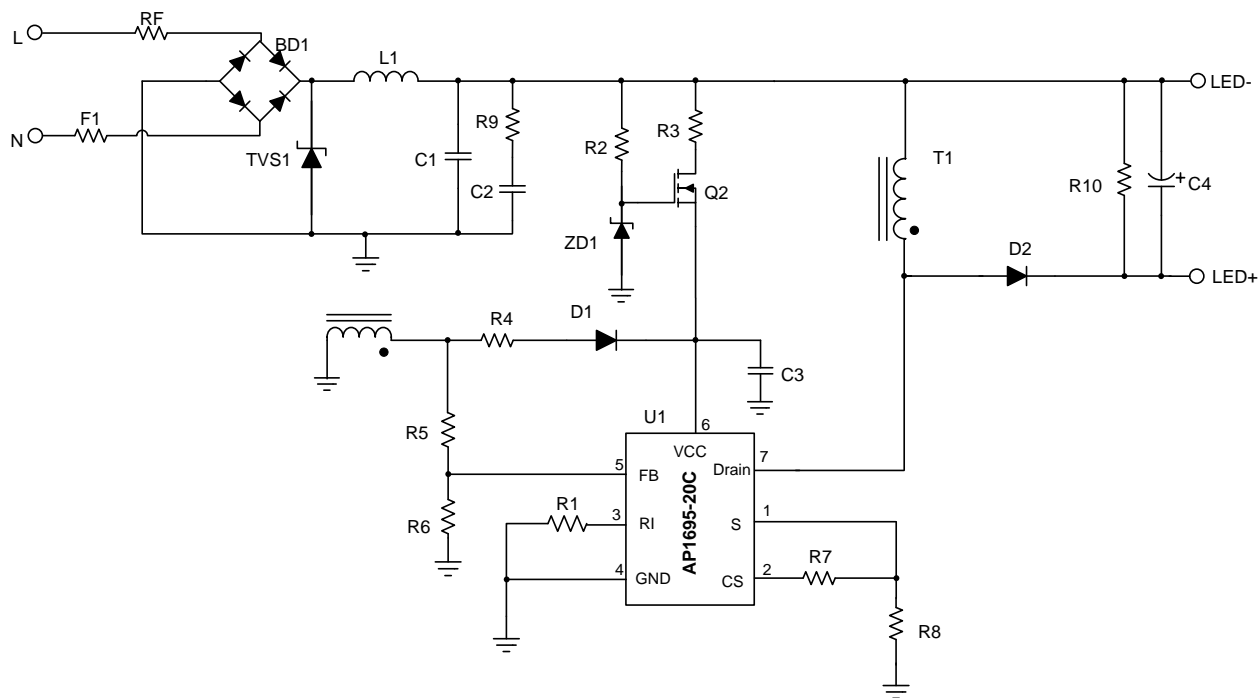 RF
L
BD1
L1
LED-
F1
N
TVS1
C1
R9
C2
R2
R3
Q2
ZD1
T1
R10
+
C4
D2
LED+
R4
D1
C3
R5
R6
U1
6
VCC
5
FB
Drain
7
R1
3
RI
AP1695-20C
S
1
4
GND
CS
2
R7
R8